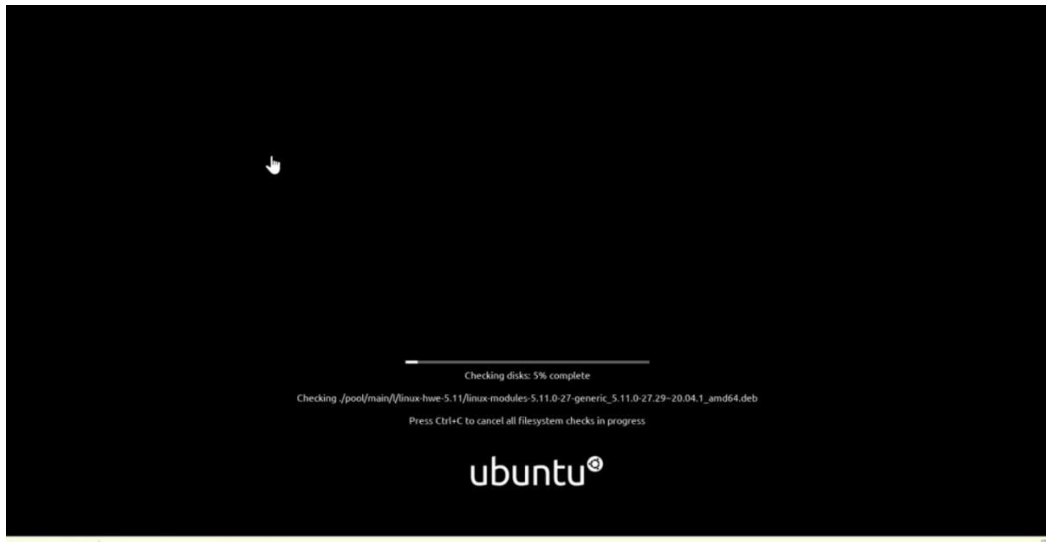 Checking disks: 5% complete
Checking ./pool/main/l/linux-hwe-5.11/linux-modules-5.11.0-27-generic_5.11.0-27.29~20.04.1_amd64.deb
Press Ctrl+C to cancel all filesystem checks in progress
ubuntu